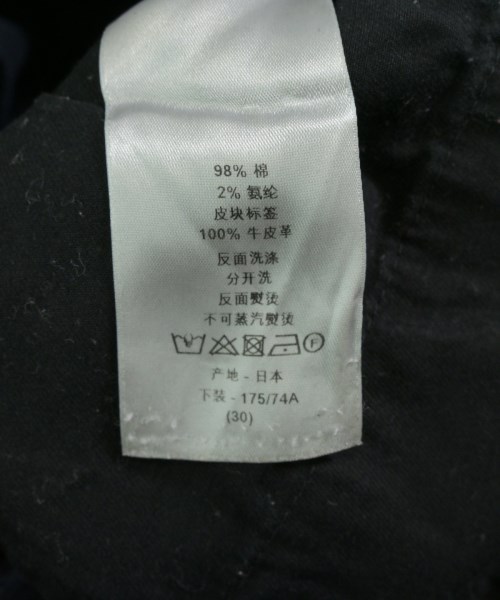 98% 棉
2% 氨纶
皮块标签
100% 牛皮革
反面洗涤
分开洗
反面熨烫
不可蒸汽熨烫
F
产地 - 日本
下装 - 175/74A
(30)